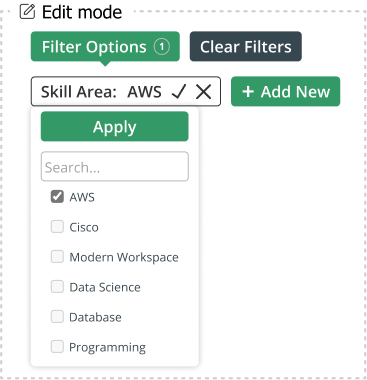 Edit mode
Filter Options 1 Clear Filters
Skill Area: AWS + Add New
Apply
Search...
AWS
Cisco
Modern Workspace
Data Science
Database
Programming